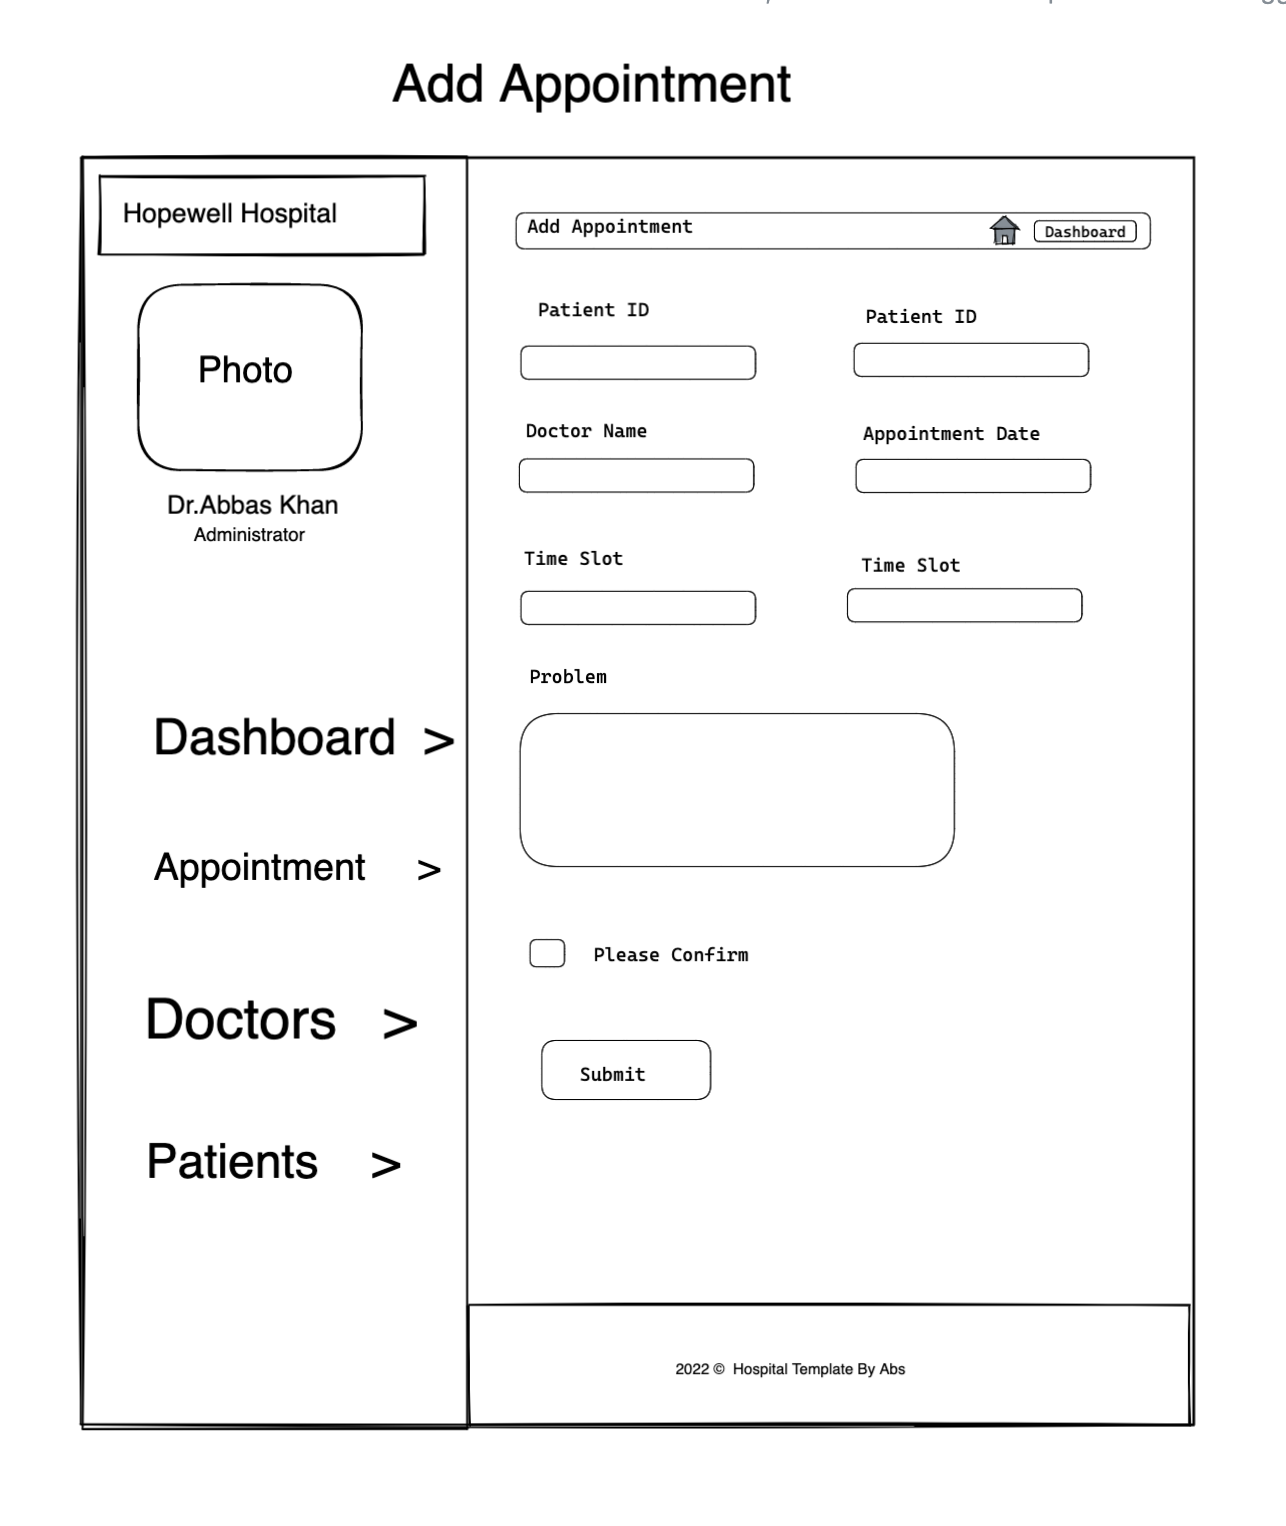 Add Appointment
Hopewell Hospital
Photo
Dr.Abbas Khan
Administrator
Dashboard >
Appointment >
Doctors >
Patients >
Add Appointment
Dashboard
Patient ID
Patient ID
Doctor Name
Appointment Date
Time Slot
Time Slot
Problem
Please Confirm
Submit
2022 © Hospital Template By Abs